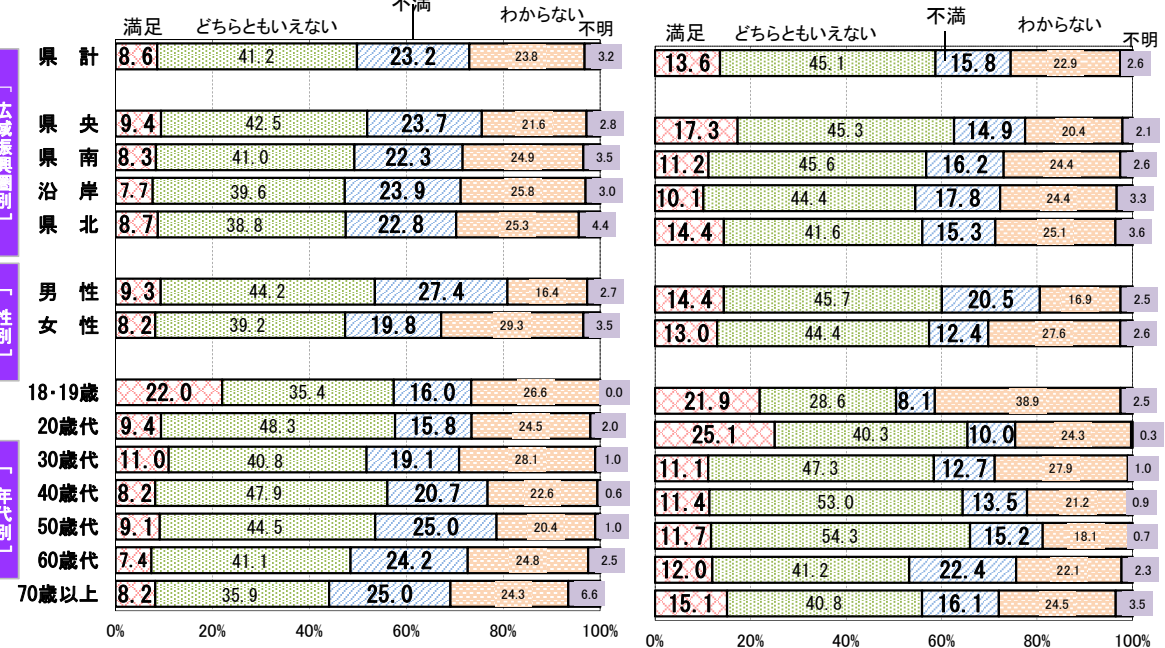 満足 どちらともいえない 不満 わからない 不明
満足 どちらともいえない 不満 わからない 不明
[広域振興圏別]
県 計 8.6 41.2 23.2 23.8 3.2 13.6 45.1 15.8 22.9 2.6
県 央 9.4 42.5 23.7 21.6 2.8 17.3 45.3 14.9 20.4 2.1
県 南 8.3 41.0 22.3 24.9 3.5 11.2 45.6 16.2 24.4 2.6
沿 岸 7.7 39.6 23.9 25.8 3.0 10.1 44.4 17.8 24.4 3.3
県 北 8.7 38.8 22.8 25.3 4.4 14.4 41.6 15.3 25.1 3.6
[性別]
男 性 9.3 44.2 27.4 16.4 2.7 14.4 45.7 20.5 16.9 2.5
女 性 8.2 39.2 19.8 29.3 3.5 13.0 44.4 12.4 27.6 2.6
[年代別]
18・19歳 22.0 35.4 16.0 26.6 0.0 21.9 28.6 8.1 38.9 2.5
20歳代 9.4 48.3 15.8 24.5 2.0 25.1 40.3 10.0 24.3 0.3
30歳代 11.0 40.8 19.1 28.1 1.0 11.1 47.3 12.7 27.9 1.0
40歳代 8.2 47.9 20.7 22.6 0.6 11.4 53.0 13.5 21.2 0.9
50歳代 9.1 44.5 25.0 20.4 1.0 11.7 54.3 15.2 18.1 0.7
60歳代 7.4 41.1 24.2 24.8 2.5 12.0 41.2 22.4 22.1 2.3
70歳以上 8.2 35.9 25.0 24.3 6.6 15.1 40.8 16.1 24.5 3.5
0% 20% 40% 60% 80% 100% 0% 20% 40% 60% 80% 100%